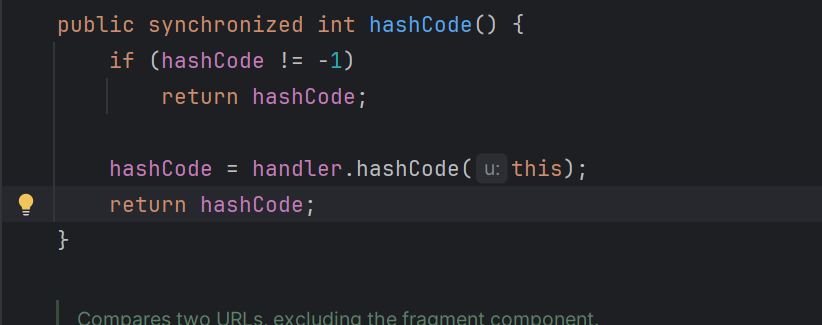 public synchronized int hashCode() {
if (hashCode != -1)
return hashCode;
hashCode = handler.hashCode( u: this);
return hashCode;
}
Compares two URLs, excluding the fragment component.